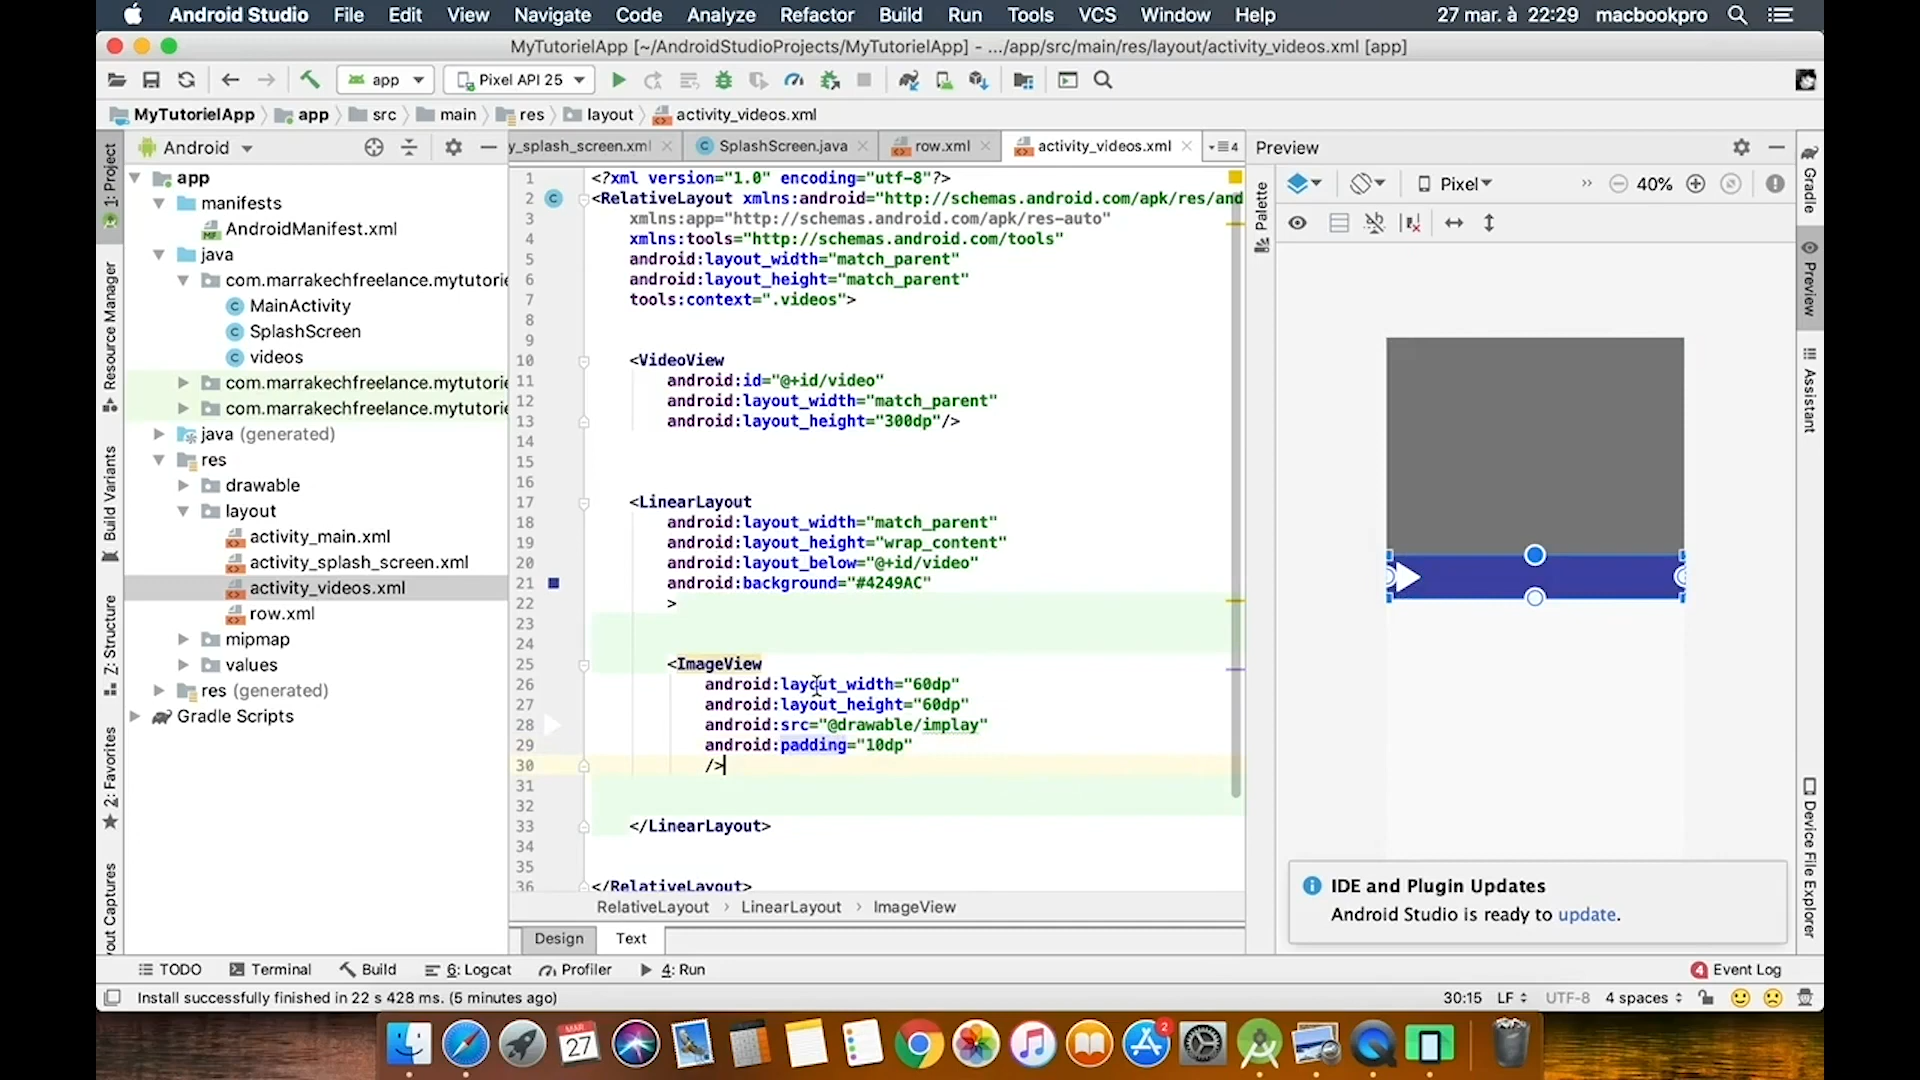 Android Studio File Edit View Navigate Code Analyze Refactor Build Run Tools VCS Window Help 27 mar. à 22:29 macbookpro
MyTutorielApp [~/AndroidStudioProjects/MyTutorielApp] - .../app/src/main/res/layout/activity_videos.xml [app]
app Pixel API 25
MyTutorielApp app src main res layout activity_videos.xml
Android
y_splash_screen.xml SplashScreen.java row.xml activity_videos.xml 4
Preview
1: Project
Resource Manager
Build Variants
Z: Structure
2: Favorites
yout Captures
app
manifests
AndroidManifest.xml
java
com.marrakechfreelance.mytutorie
MainActivity
SplashScreen
videos
com.marrakechfreelance.mytutorie
com.marrakechfreelance.mytutorie
java (generated)
res
drawable
layout
activity_main.xml
activity_splash_screen.xml
activity_videos.xml
row.xml
mipmap
values
res (generated)
Gradle Scripts
1 <?xml version="1.0" encoding="utf-8"?>
2 <RelativeLayout xmlns:android="http://schemas.android.com/apk/res/and
3 xmlns:app="http://schemas.android.com/apk/res-auto"
4 xmlns:tools="http://schemas.android.com/tools"
5 android:layout_width="match_parent"
6 android:layout_height="match_parent"
7 tools:context=".videos">
8
9
10 <VideoView
11 android:id="@+id/video"
12 android:layout_width="match_parent"
13 android:layout_height="300dp"/>
14
15
16
17 <LinearLayout
18 android:layout_width="match_parent"
19 android:layout_height="wrap_content"
20 android:layout_below="@+id/video"
21 android:background="#4249AC"
22 >
23
24
25 <ImageView
26 android:layout_width="60dp"
27 android:layout_height="60dp"
28 android:src="@drawable/implay"
29 android:padding="10dp"
30 />
31
32
33 </LinearLayout>
34
35
36 </RelativeLayout>
RelativeLayout › LinearLayout › ImageView
Design Text
Palette
Pixel 40%
Gradle
Preview
Assistant
Device File Explorer
IDE and Plugin Updates
Android Studio is ready to update.
TODO Terminal Build 6: Logcat Profiler 4: Run 4 Event Log
Install successfully finished in 22 s 428 ms. (5 minutes ago) 30:15 LF UTF-8 4 spaces
MAR
27
2